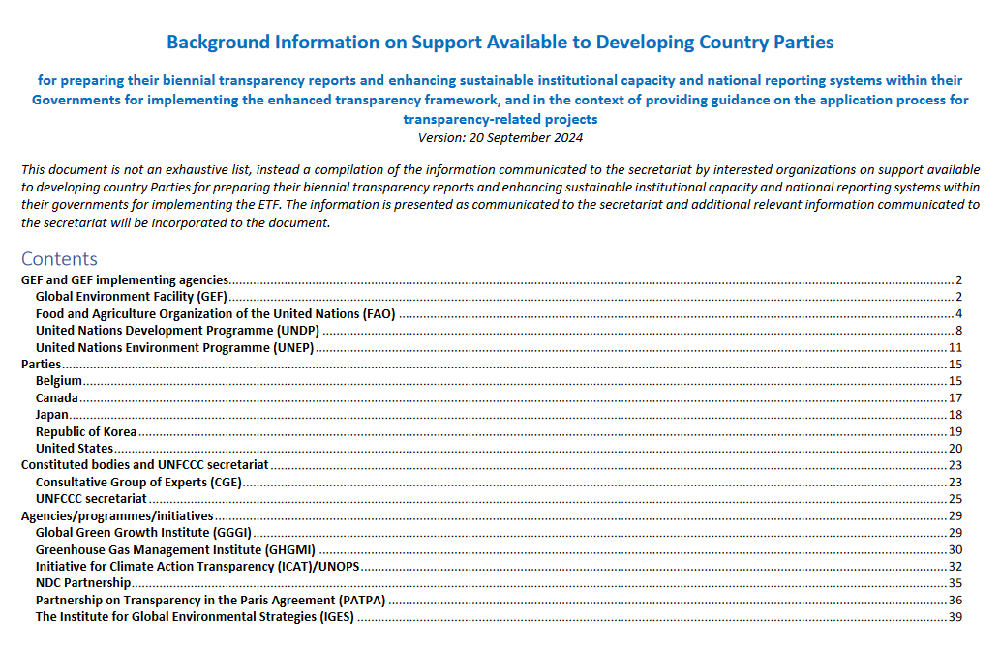 Background Information on Support Available to Developing Country Parties
for preparing their biennial transparency reports and enhancing sustainable institutional capacity and national reporting systems within their
Governments for implementing the enhanced transparency framework, and in the context of providing guidance on the application process for
transparency-related projects
Version: 20 September 2024
This document is not an exhaustive list, instead a compilation of the information communicated to the secretariat by interested organizations on support available
to developing country Parties for preparing their biennial transparency reports and enhancing sustainable institutional capacity and national reporting systems within
their governments for implementing the ETF. The information is presented as communicated to the secretariat and additional relevant information communicated to
the secretariat will be incorporated to the document.
Contents
GEF and GEF implementing agencies 2
Global Environment Facility (GEF) 2
Food and Agriculture Organization of the United Nations (FAO) 4
United Nations Development Programme (UNDP) 8
United Nations Environment Programme (UNEP) 11
Parties 15
Belgium 15
Canada 17
Japan 18
Republic of Korea 19
United States 20
Constituted bodies and UNFCCC secretariat 23
Consultative Group of Experts (CGE) 23
UNFCCC secretariat 25
Agencies/programmes/initiatives 29
Global Green Growth Institute (GGGI) 29
Greenhouse Gas Management Institute (GHGMI) 30
Initiative for Climate Action Transparency (ICAT)/UNOPS 32
NDC Partnership 35
Partnership on Transparency in the Paris Agreement (PATPA) 36
The Institute for Global Environmental Strategies (IGES) 39